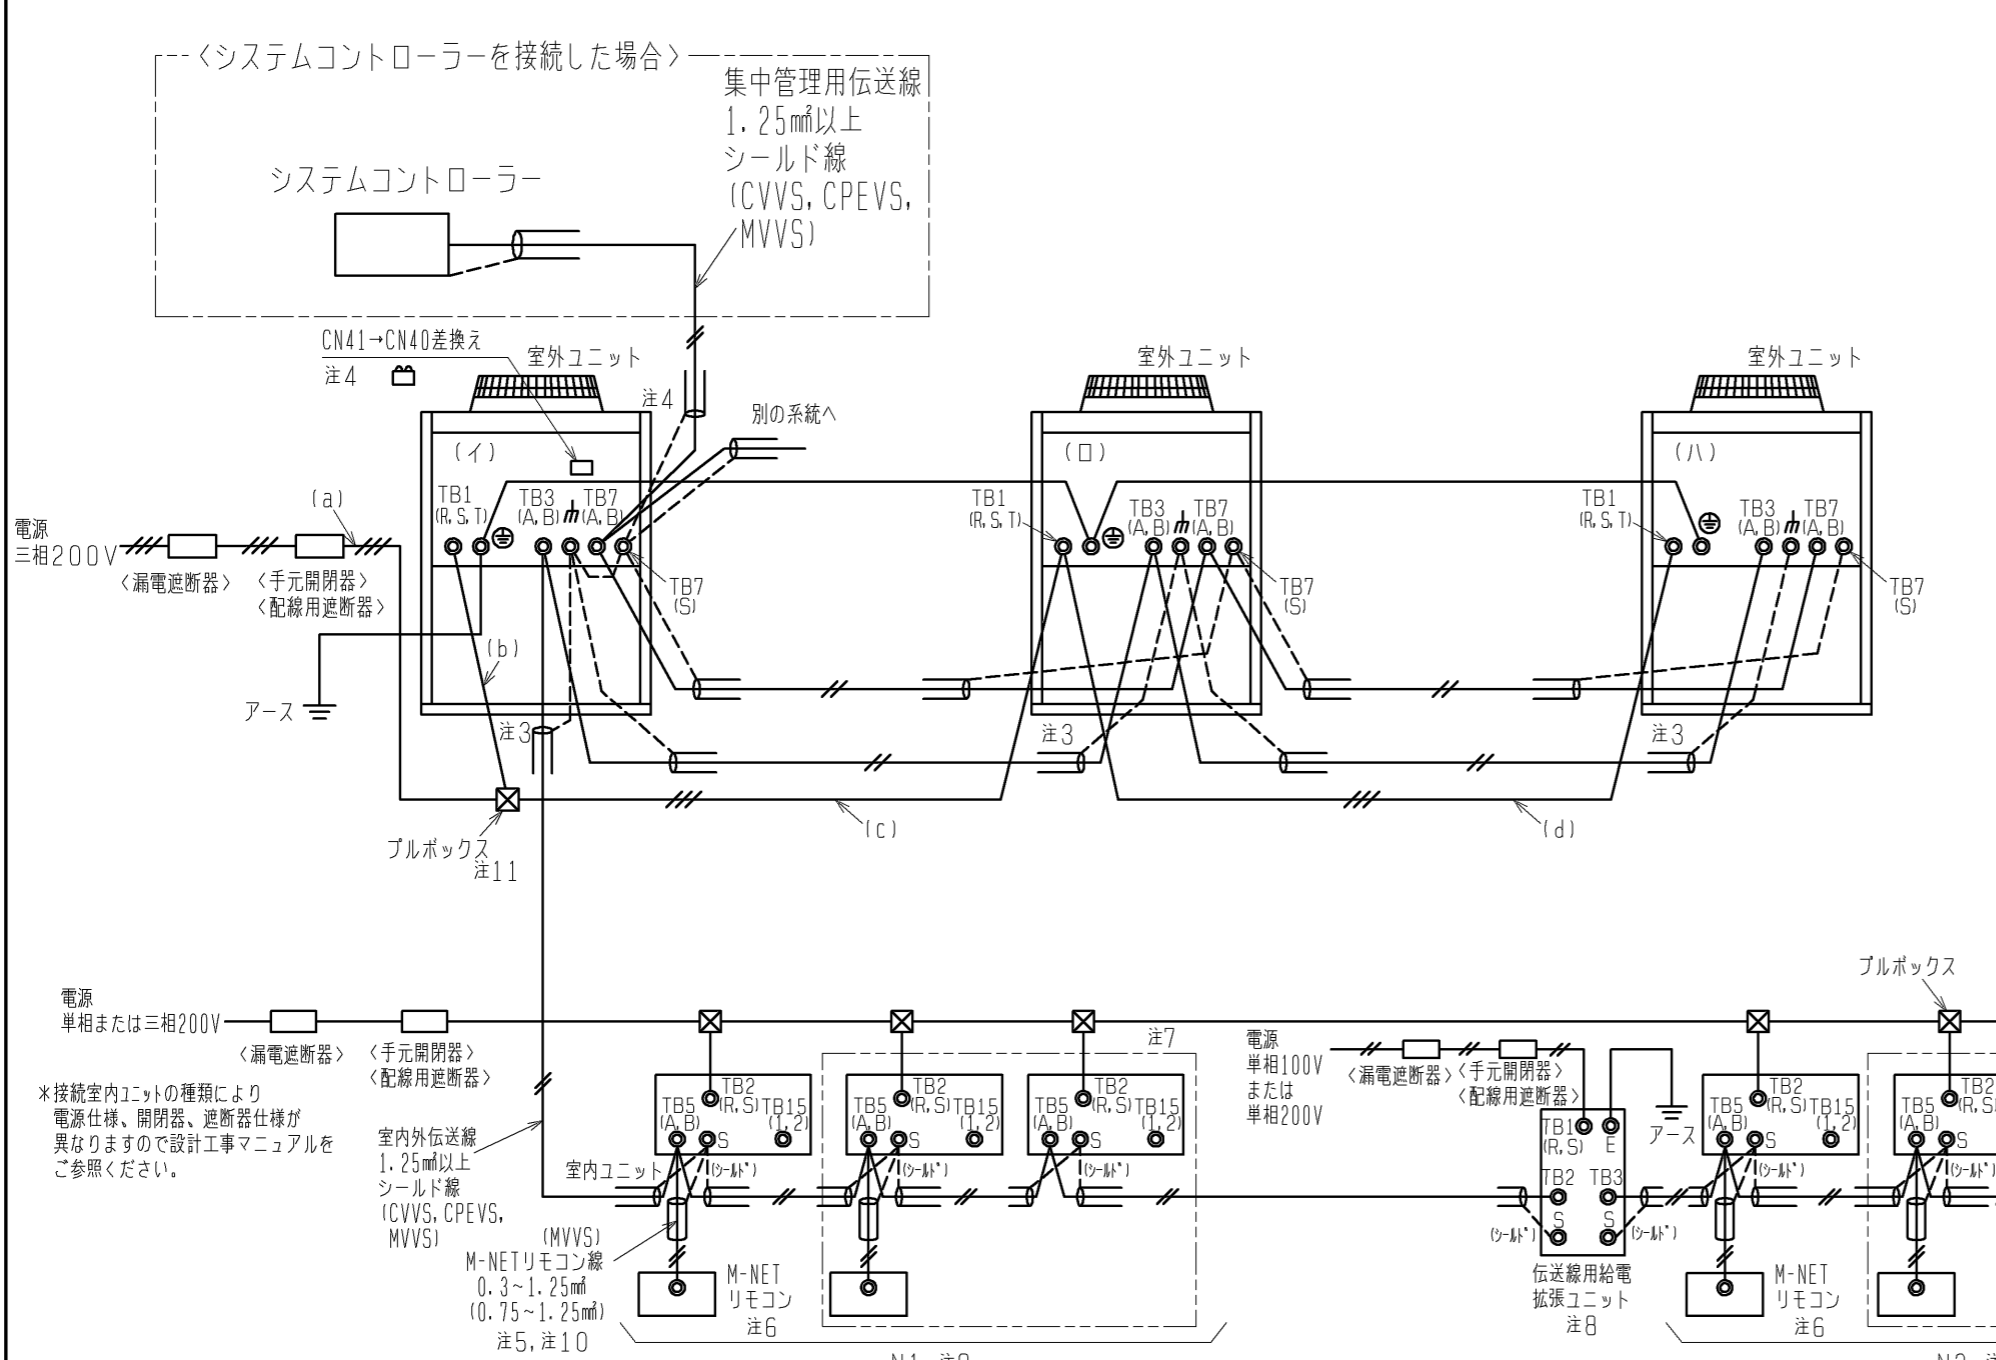 〈システムコントローラーを接続した場合〉
集中管理用伝送線
1.25㎟以上
シールド線
(CVVS,CPEVS,
MVVS)
システムコントローラー
CN41→CN40差換え
注4
室外ユニット
室外ユニット
室外ユニット
注4
別の系統へ
(イ)
(ロ)
(ハ)
TB1
(R,S,T)
TB3
(A,B)
TB7
(A,B)
TB1
(R,S,T)
TB3
(A,B)
TB7
(A,B)
TB1
(R,S,T)
TB3
(A,B)
TB7
(A,B)
(a)
電源
三相200V
〈漏電遮断器〉
〈手元開閉器〉
〈配線用遮断器〉
TB7
(S)
TB7
(S)
TB7
(S)
(b)
アース
注3
注3
注3
(c)
(d)
プルボックス
注11
プルボックス
電源
単相または三相200V
〈漏電遮断器〉
〈手元開閉器〉
〈配線用遮断器〉
注7
電源
単相100V
または
単相200V
〈漏電遮断器〉
〈手元開閉器〉
〈配線用遮断器〉
＊接続室内ユニットの種類により
電源仕様、開閉器、遮断器仕様が
異なりますので設計工事マニュアルを
ご参照ください。
室内外伝送線
1.25㎟以上
シールド線
(CVVS,CPEVS,
MVVS)
室内ユニット
TB5
(A,B)
TB2
(R,S)
TB15
(1,2)
S
(シールド)
TB5
(A,B)
TB2
(R,S)
TB15
(1,2)
S
(シールド)
TB5
(A,B)
TB2
(R,S)
TB15
(1,2)
S
(シールド)
TB1
(R,S)
E
アース
TB2
TB3
S
S
(シールド)
(シールド)
TB5
(A,B)
TB2
(R,S)
TB15
(1,2)
S
(シールド)
TB5
(A,B)
TB2
(R,S
S
(シールド)
(MVVS)
M-NETリモコン線
0.3~1.25㎟
(0.75~1.25㎟)
注5,注10
M-NET
リモコン
注6
伝送線用給電
拡張ユニット
注8
M-NET
リモコン
注6